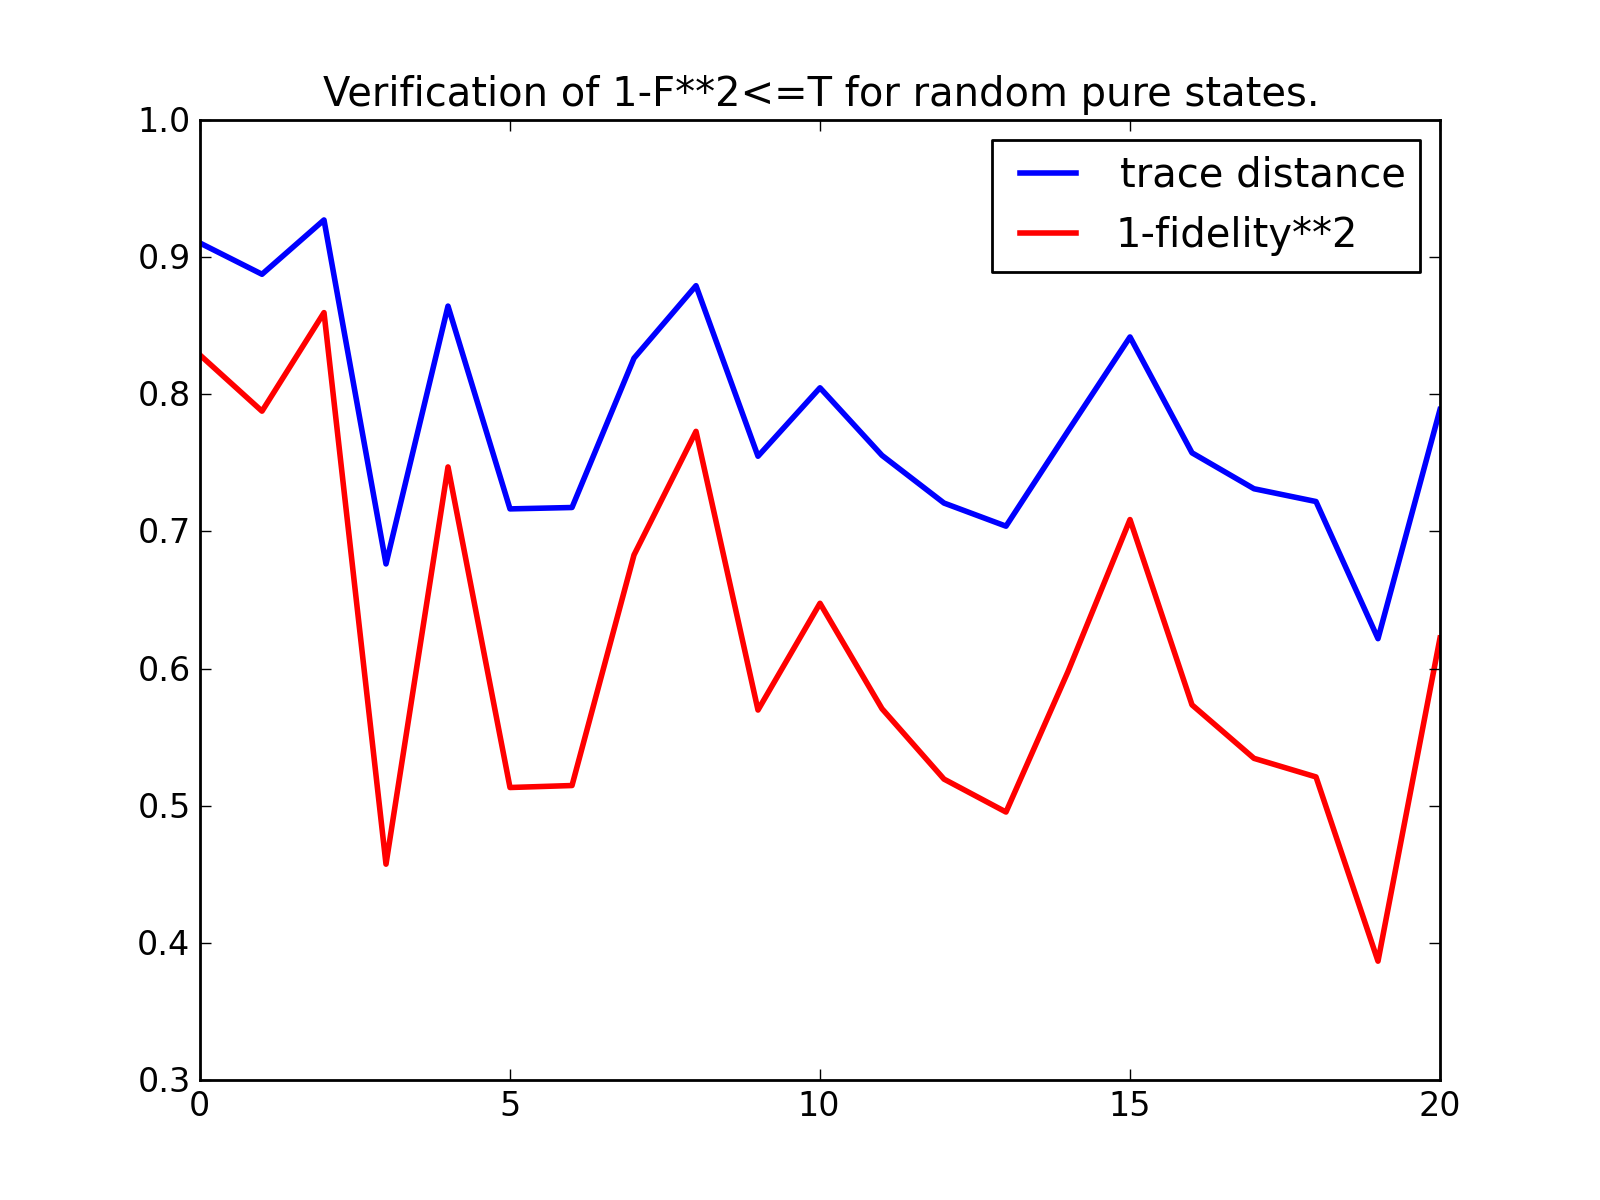 Verification of 1-F**2<=T for random pure states.
1.0
trace distance
1-fidelity**2
0.9
0.8
0.7
0.6
0.5
0.4
0.3
0 5 10 15 20